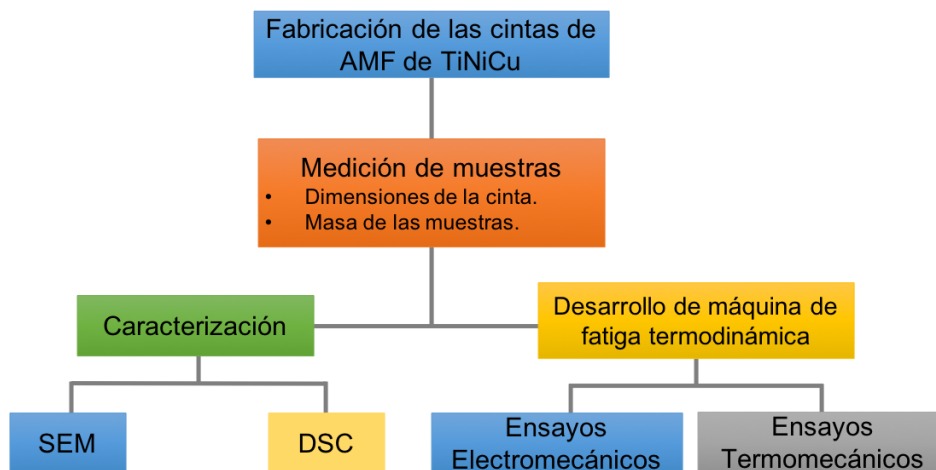 Fabricación de las cintas de
AMF de TiNiCu
Medición de muestras
• Dimensiones de la cinta.
• Masa de las muestras.
Caracterización
Desarrollo de máquina de
fatiga termodinámica
SEM
DSC
Ensayos
Electromecánicos
Ensayos
Termomecánicos